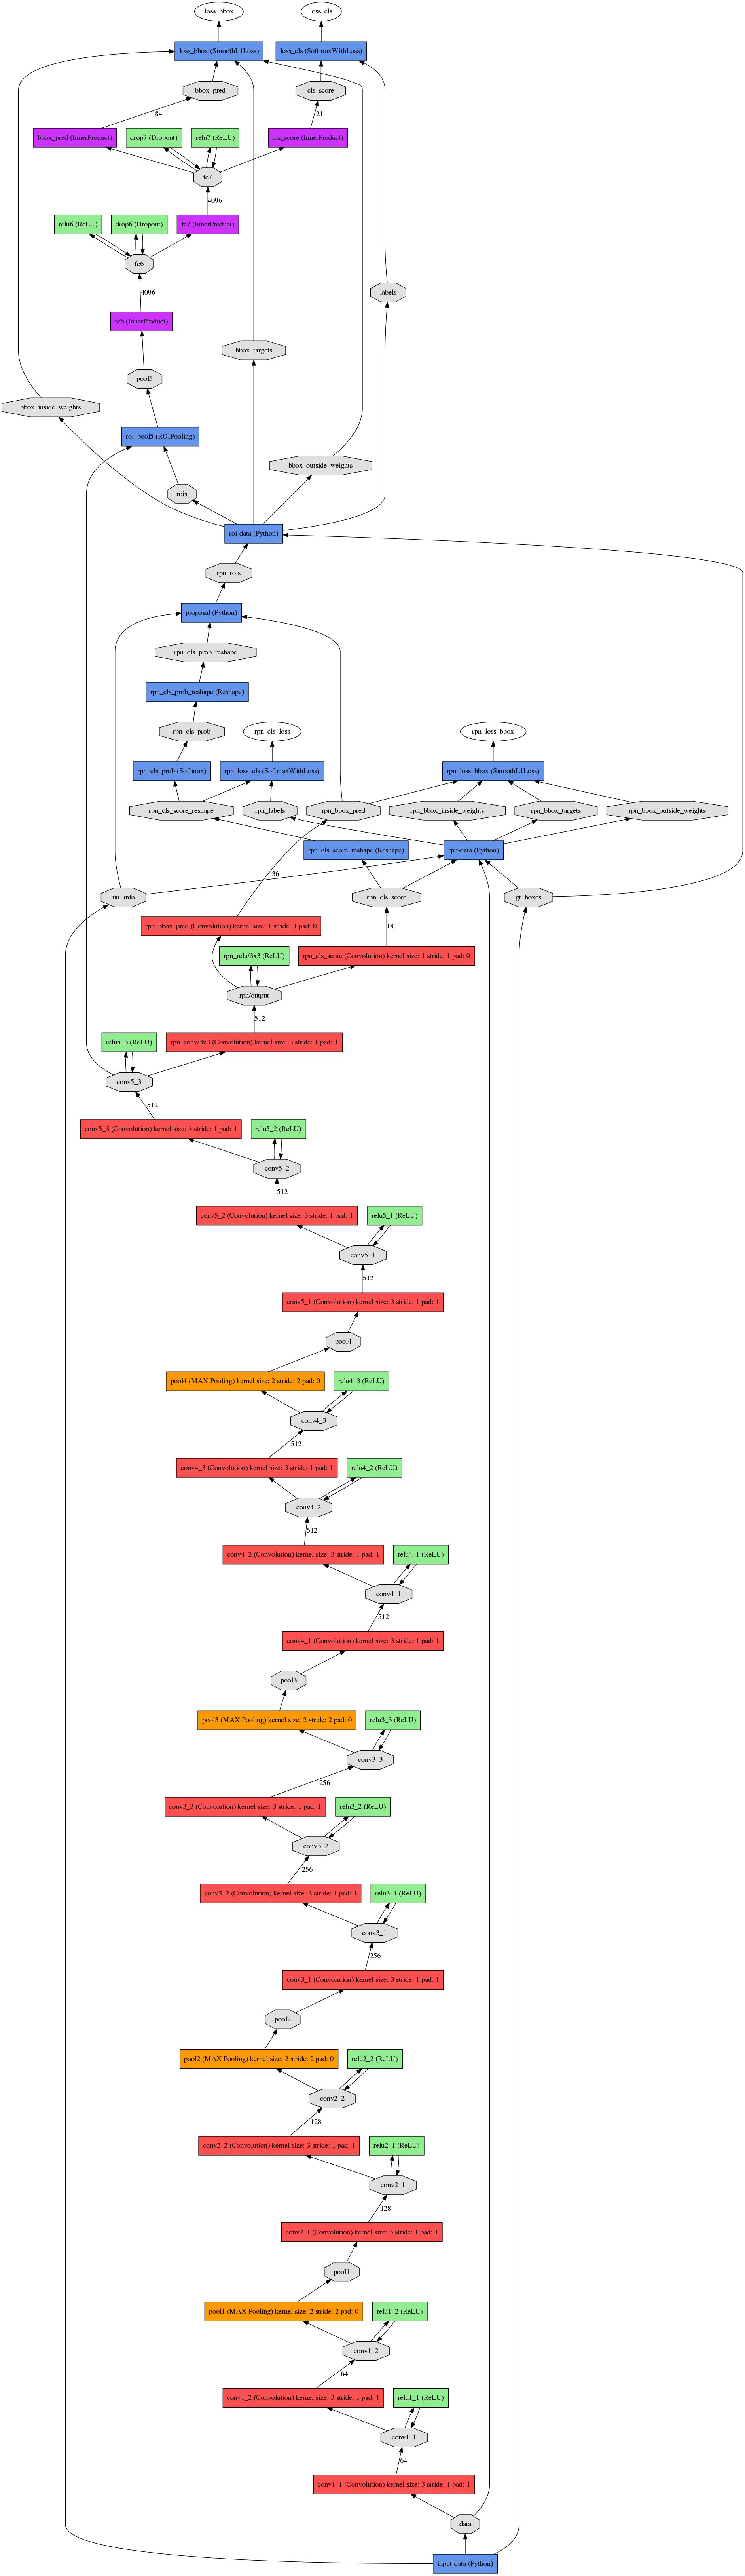 loss_bbox
loss_cls
loss_bbox (SmoothL1Loss)
loss_cls (SoftmaxWithLoss)
bbox_pred
cls_score
84
21
bbox_pred (InnerProduct)
drop7 (Dropout)
relu7 (ReLU)
cls_score (InnerProduct)
fc7
4096
relu6 (ReLU)
drop6 (Dropout)
fc7 (InnerProduct)
fc6
4096
labels
fc6 (InnerProduct)
bbox_targets
pool5
bbox_inside_weights
roi_pool5 (ROIPooling)
bbox_outside_weights
rois
roi-data (Python)
rpn_rois
proposal (Python)
rpn_cls_prob_reshape
rpn_cls_prob_reshape (Reshape)
rpn_cls_prob
rpn_cls_loss
rpn_loss_bbox
rpn_cls_prob (Softmax)
rpn_loss_cls (SoftmaxWithLoss)
rpn_loss_bbox (SmoothL1Loss)
rpn_cls_score_reshape
rpn_labels
rpn_bbox_pred
rpn_bbox_inside_weights
rpn_bbox_targets
rpn_bbox_outside_weights
rpn_cls_score_reshape (Reshape)
rpn-data (Python)
36
im_info
rpn_cls_score
gt_boxes
rpn_bbox_pred (Convolution) kernel size: 1 stride: 1 pad: 0
18
rpn_relu/3x3 (ReLU)
rpn_cls_score (Convolution) kernel size: 1 stride: 1 pad: 0
rpn/output
512
relu5_3 (ReLU)
rpn_conv/3x3 (Convolution) kernel size: 3 stride: 1 pad: 1
conv5_3
512
conv5_3 (Convolution) kernel size: 3 stride: 1 pad: 1
relu5_2 (ReLU)
conv5_2
512
conv5_2 (Convolution) kernel size: 3 stride: 1 pad: 1
relu5_1 (ReLU)
conv5_1
512
conv5_1 (Convolution) kernel size: 3 stride: 1 pad: 1
pool4
pool4 (MAX Pooling) kernel size: 2 stride: 2 pad: 0
relu4_3 (ReLU)
conv4_3
512
conv4_3 (Convolution) kernel size: 3 stride: 1 pad: 1
relu4_2 (ReLU)
conv4_2
512
conv4_2 (Convolution) kernel size: 3 stride: 1 pad: 1
relu4_1 (ReLU)
conv4_1
512
conv4_1 (Convolution) kernel size: 3 stride: 1 pad: 1
pool3
pool3 (MAX Pooling) kernel size: 2 stride: 2 pad: 0
relu3_3 (ReLU)
conv3_3
256
conv3_3 (Convolution) kernel size: 3 stride: 1 pad: 1
relu3_2 (ReLU)
conv3_2
256
conv3_2 (Convolution) kernel size: 3 stride: 1 pad: 1
relu3_1 (ReLU)
conv3_1
256
conv3_1 (Convolution) kernel size: 3 stride: 1 pad: 1
pool2
pool2 (MAX Pooling) kernel size: 2 stride: 2 pad: 0
relu2_2 (ReLU)
conv2_2
128
conv2_2 (Convolution) kernel size: 3 stride: 1 pad: 1
relu2_1 (ReLU)
conv2_1
128
conv2_1 (Convolution) kernel size: 3 stride: 1 pad: 1
pool1
pool1 (MAX Pooling) kernel size: 2 stride: 2 pad: 0
relu1_2 (ReLU)
conv1_2
64
conv1_2 (Convolution) kernel size: 3 stride: 1 pad: 1
relu1_1 (ReLU)
conv1_1
64
conv1_1 (Convolution) kernel size: 3 stride: 1 pad: 1
data
input-data (Python)